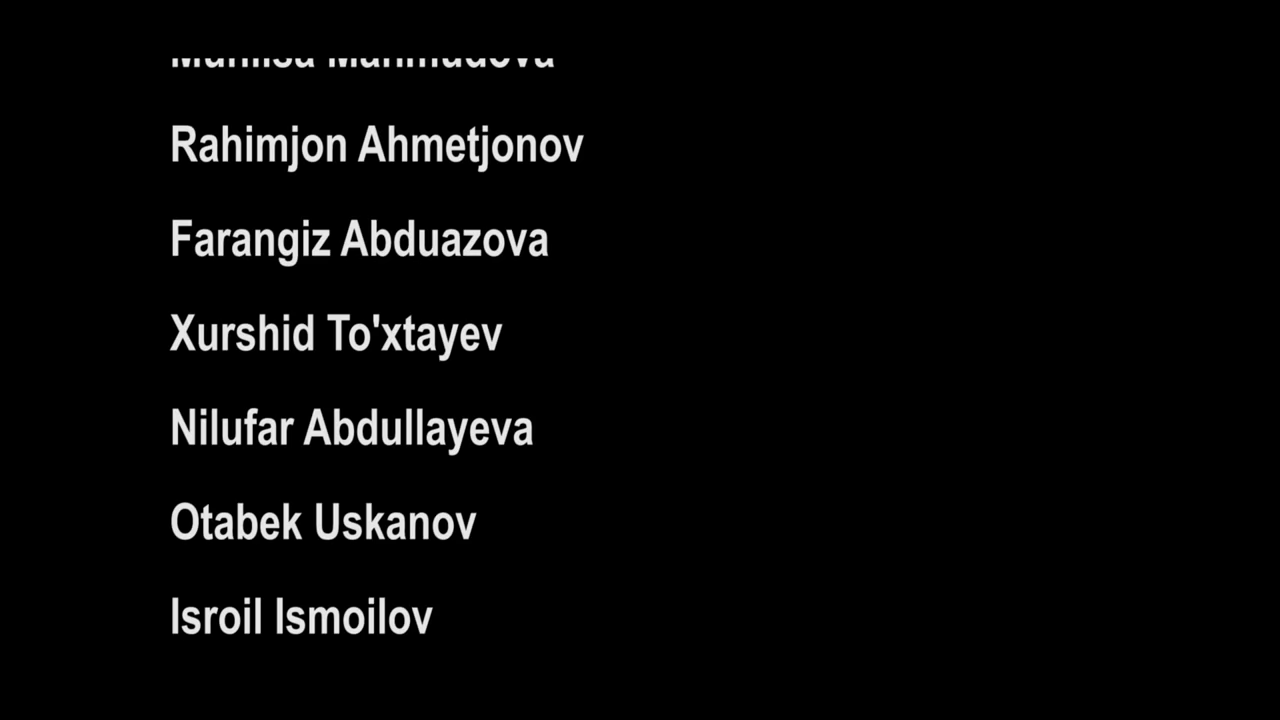 Rahimjon Ahmetjonov
Farangiz Abduazova
Xurshid To'xtayev
Nilufar Abdullayeva
Otabek Uskanov
Isroil Ismoilov